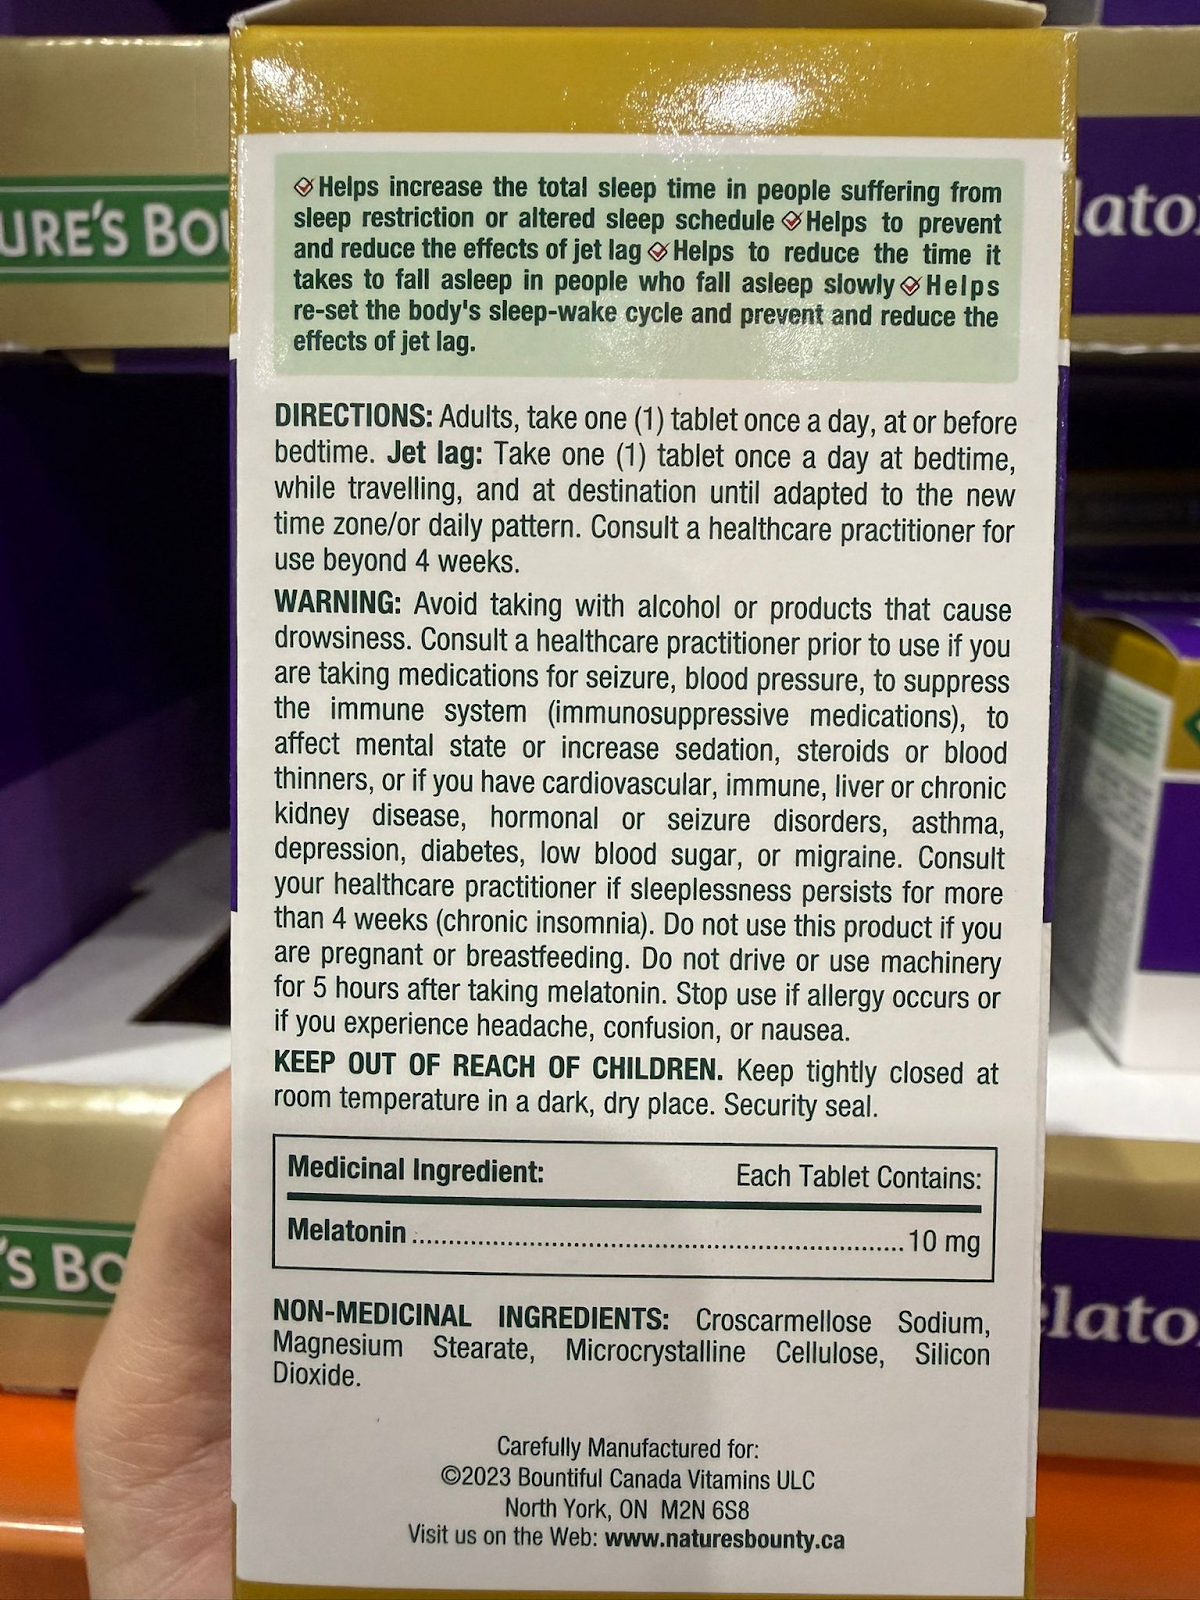 Helps increase the total sleep time in people suffering from
sleep restriction or altered sleep schedule Helps to prevent
and reduce the effects of jet lag Helps to reduce the time it
takes to fall asleep in people who fall asleep slowly Helps
re-set the body's sleep-wake cycle and prevent and reduce the
effects of jet lag.
DIRECTIONS: Adults, take one (1) tablet once a day, at or before
bedtime. Jet lag: Take one (1) tablet once a day at bedtime,
while travelling, and at destination until adapted to the new
time zone/or daily pattern. Consult a healthcare practitioner for
use beyond 4 weeks.
WARNING: Avoid taking with alcohol or products that cause
drowsiness. Consult a healthcare practitioner prior to use if you
are taking medications for seizure, blood pressure, to suppress
the immune system (immunosuppressive medications), to
affect mental state or increase sedation, steroids or blood
thinners, or if you have cardiovascular, immune, liver or chronic
kidney disease, hormonal or seizure disorders, asthma,
depression, diabetes, low blood sugar, or migraine. Consult
your healthcare practitioner if sleeplessness persists for more
than 4 weeks (chronic insomnia). Do not use this product if you
are pregnant or breastfeeding. Do not drive or use machinery
for 5 hours after taking melatonin. Stop use if allergy occurs or
if you experience headache, confusion, or nausea.
KEEP OUT OF REACH OF CHILDREN. Keep tightly closed at
room temperature in a dark, dry place. Security seal.
Medicinal Ingredient: Each Tablet Contains:
Melatonin 10 mg
NON-MEDICINAL INGREDIENTS: Croscarmellose Sodium,
Magnesium Stearate, Microcrystalline Cellulose, Silicon
Dioxide.
Carefully Manufactured for:
©2023 Bountiful Canada Vitamins ULC
North York, ON M2N 6S8
Visit us on the Web: www.naturesbounty.ca
URE'S BOU
lato
'S BO
elato